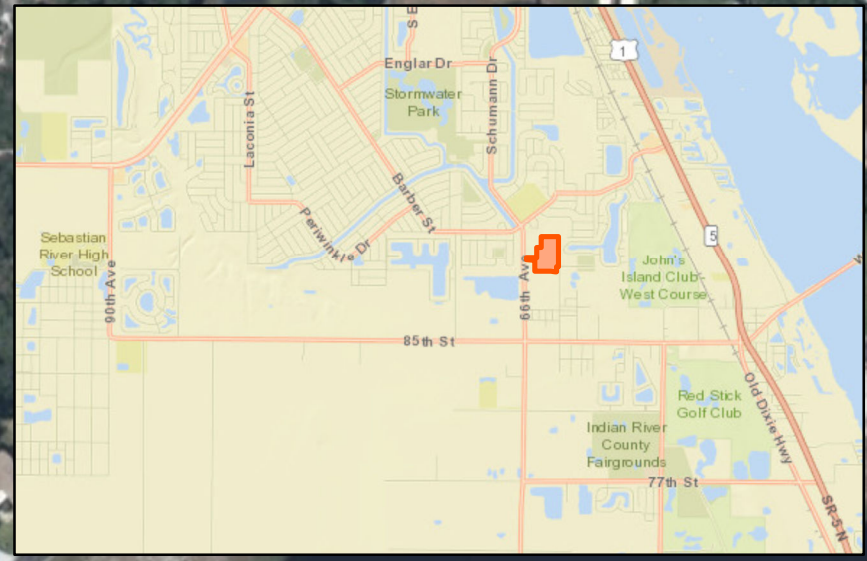 S E
1
Englar Dr
Stormwater
Park
Schumann Dr
Laconia St
Barber St
Periwinkle Dr
Sebastian
River High
School
90th Ave
66th Ave
5
John's
Island Club
West Course
85th St
Old Dixie Hwy
Red Stick
Golf Club
Indian River
County
Fairgrounds
77th St
SR 5 N